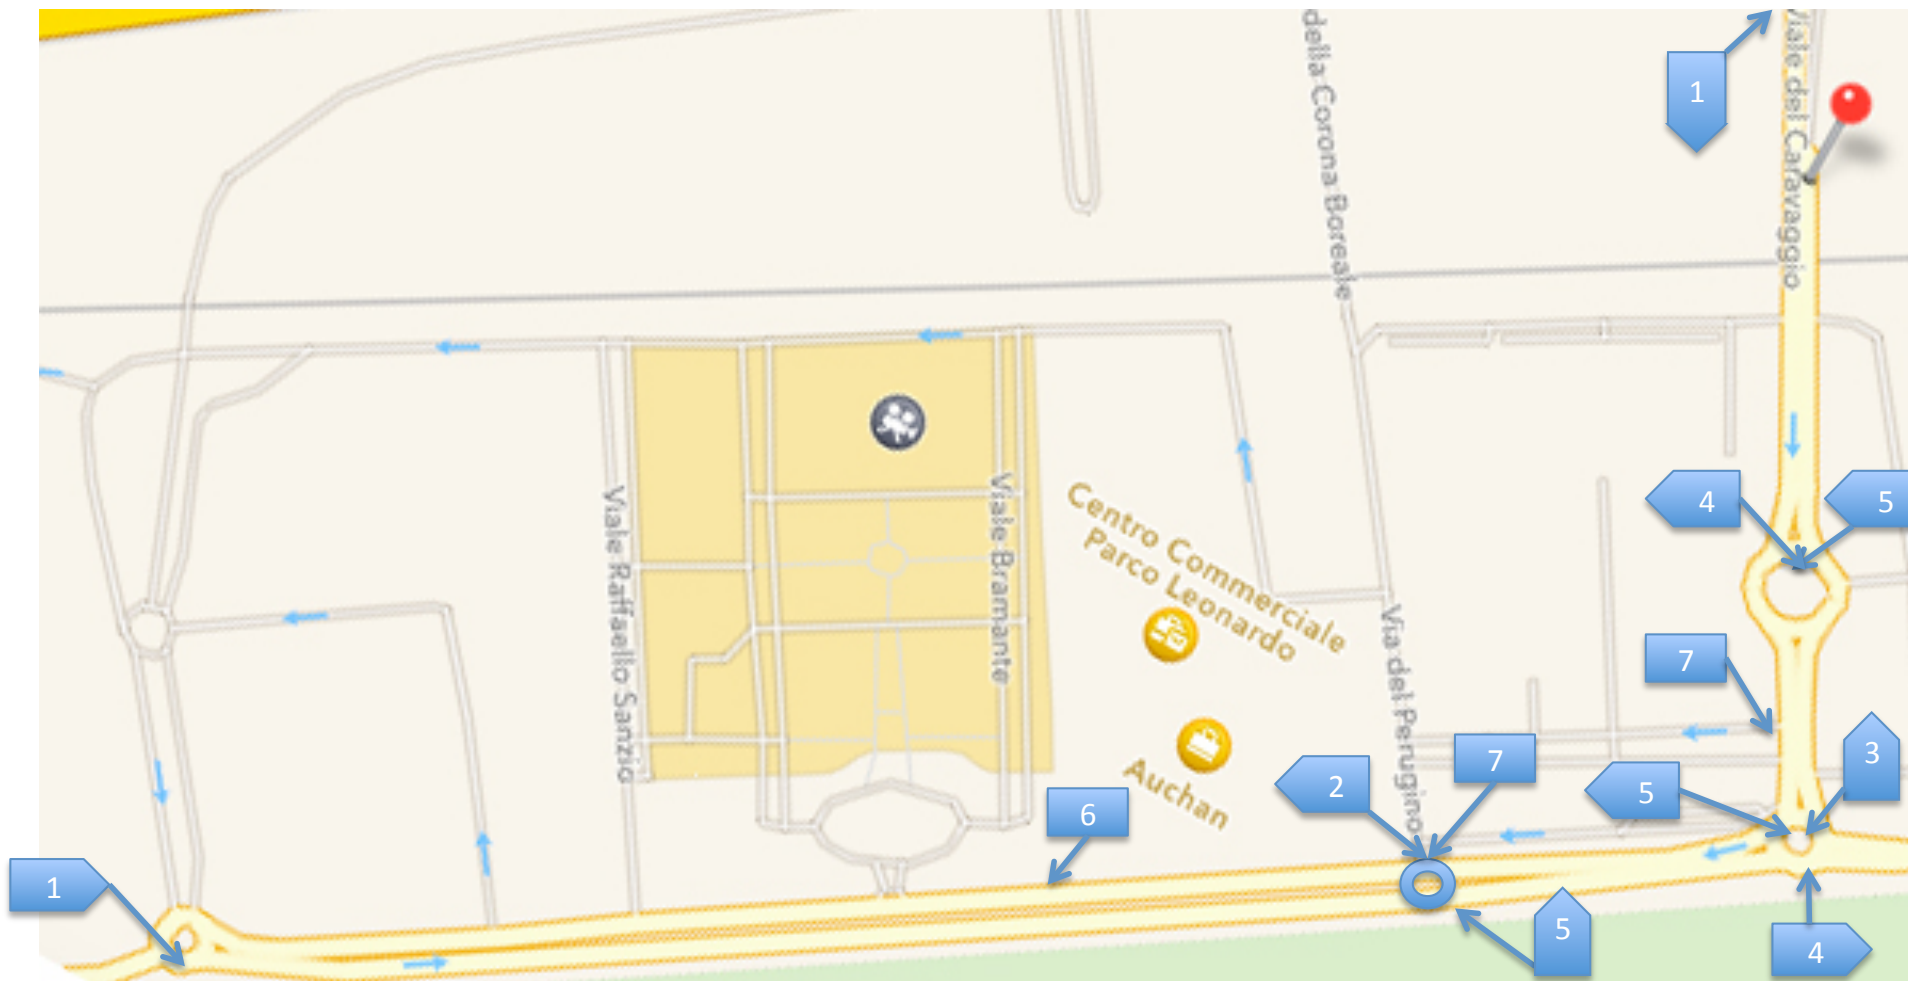 della Corona Boreale
Viale del Caravaggio
1
4
5
Centro Commerciale
Parco Leonardo
Viale Raffaello Sanzio
Viale Bramante
Via del Perugino
7
3
2
7
5
Auchan
6
1
5
4